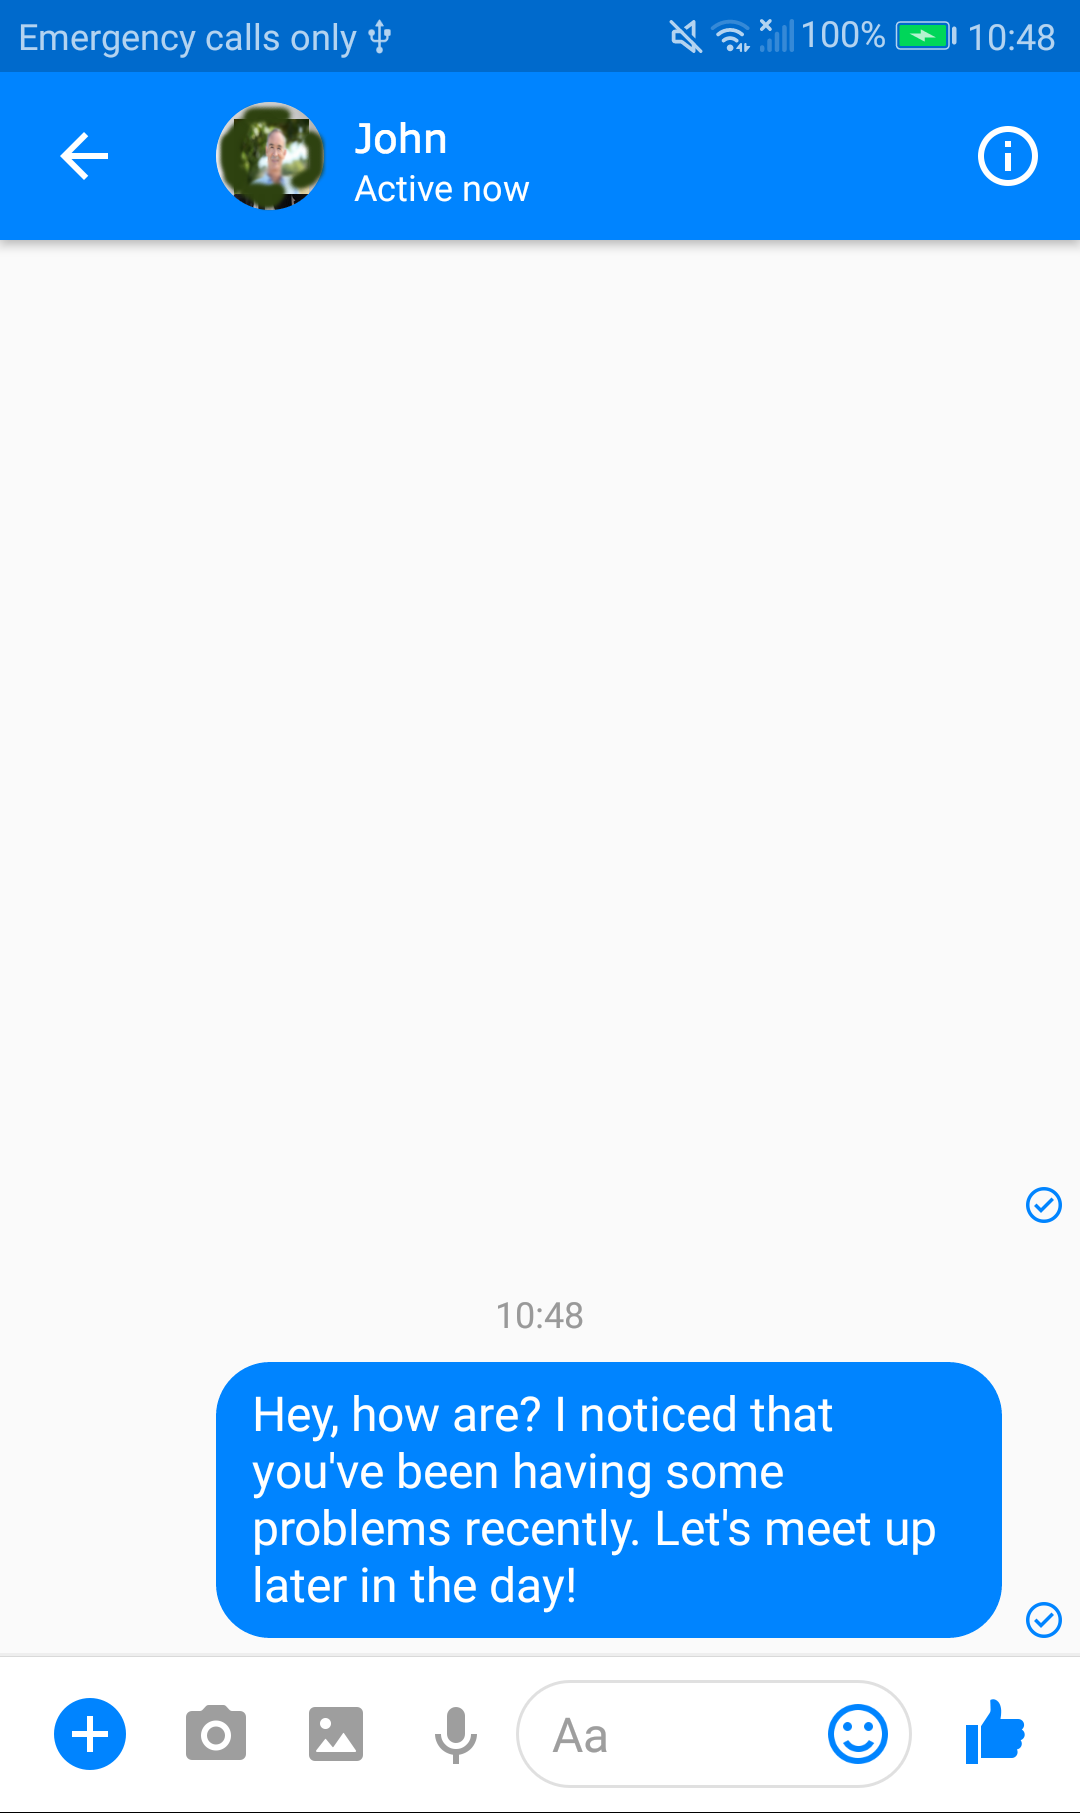 Emergency calls only 100% 10:48
John
Active now
10:48
Hey, how are? I noticed that
you've been having some
problems recently. Let's meet up
later in the day!
Aa